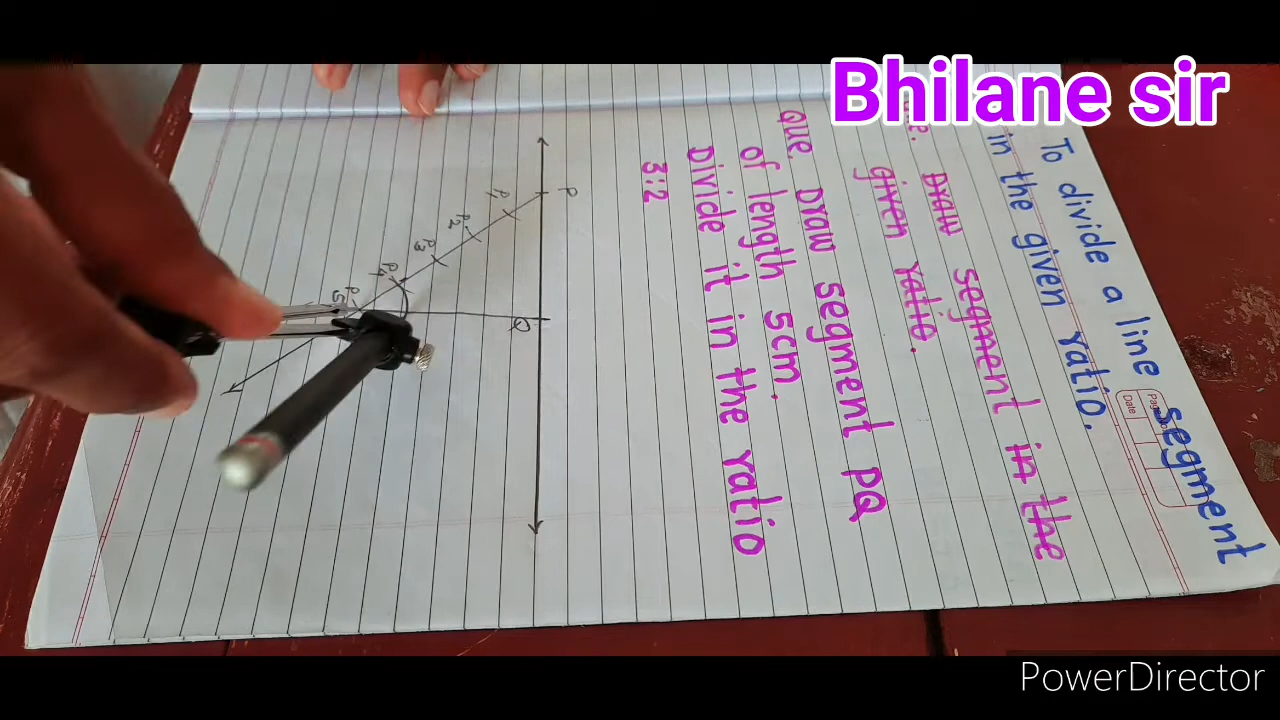 Bhilane sir
To divide a line segment
in the given ratio.
Draw segment in the
given ratio.
Que. Draw segment PQ
of length 5cm.
Divide it in the ratio
3:2
Date
P
Q
P1
P2
P3
P4
P5
PowerDirector